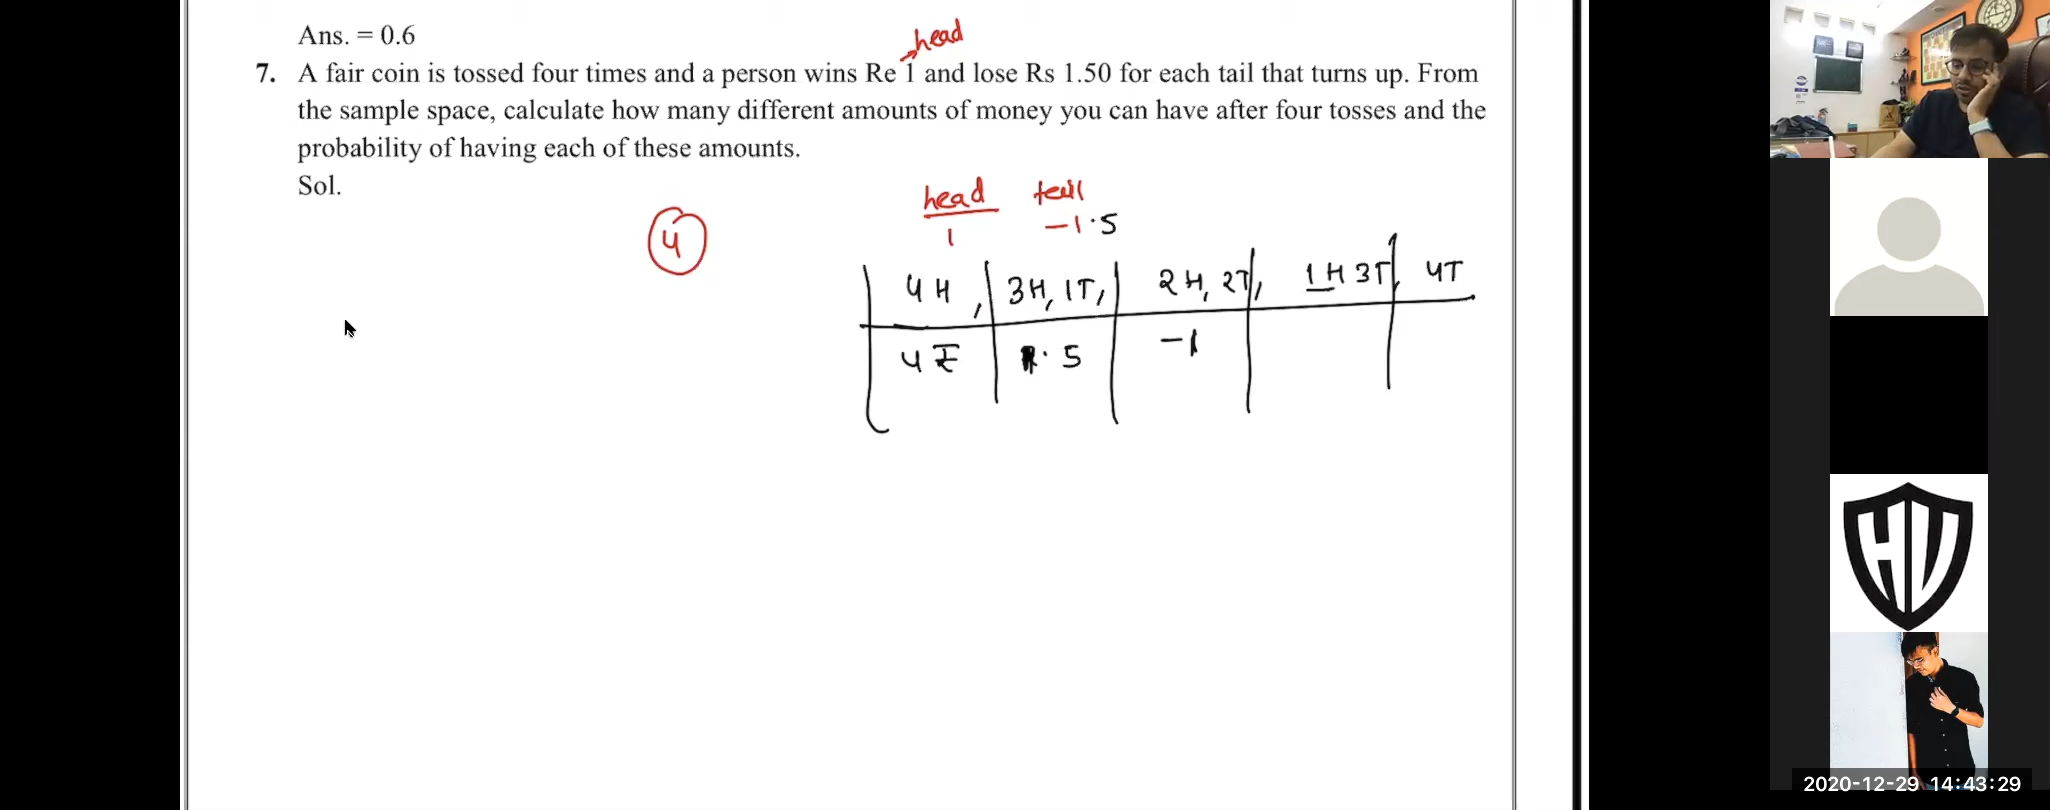 Ans. = 0.6
head
7. A fair coin is tossed four times and a person wins Re 1 and lose Rs 1.50 for each tail that turns up. From
the sample space, calculate how many different amounts of money you can have after four tosses and the
probability of having each of these amounts.
Sol.
head tail
4 1 -1.5
4H, 3H, 1T, 2H, 2T, 1H 3T, 4T
4 ₹ 1.5 -1
HM
2020-12-29 14:43:29